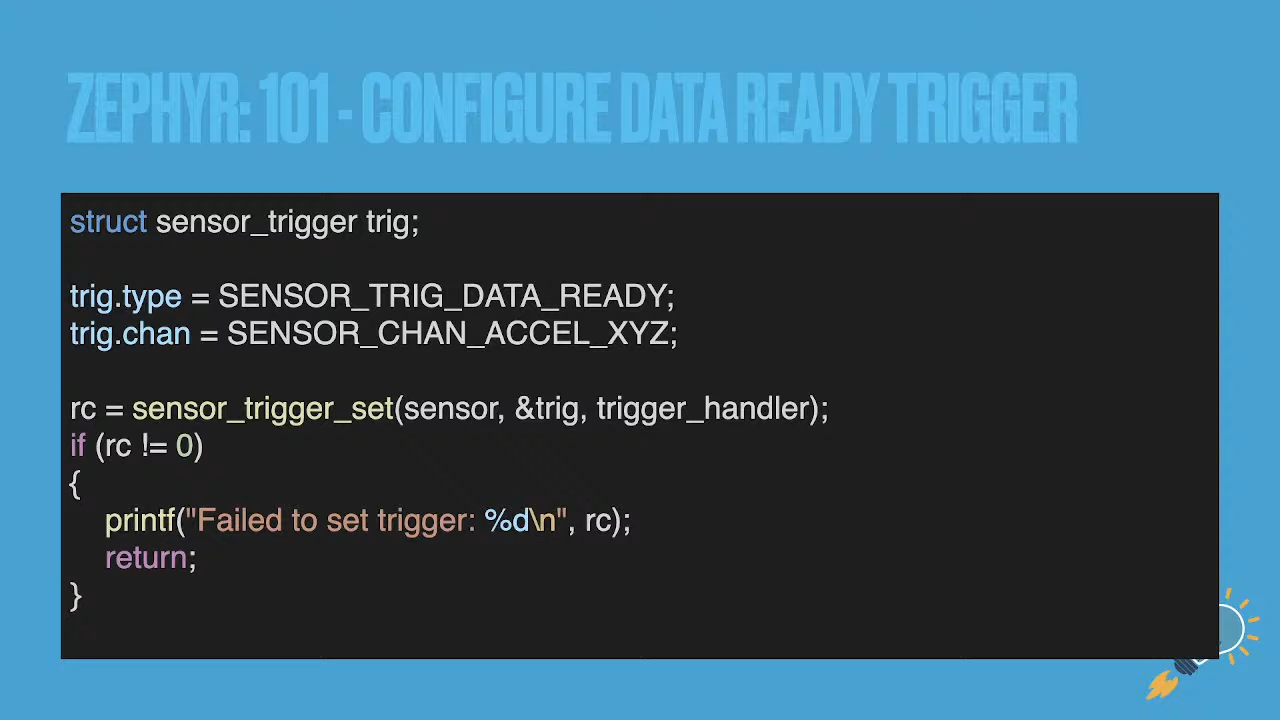 ZEPHYR: 101 - CONFIGURE DATA READY TRIGGER
struct sensor_trigger trig;
trig.type = SENSOR_TRIG_DATA_READY;
trig.chan = SENSOR_CHAN_ACCEL_XYZ;
rc = sensor_trigger_set(sensor, &trig, trigger_handler);
if (rc != 0)
{
printf("Failed to set trigger: %d\n", rc);
return;
}